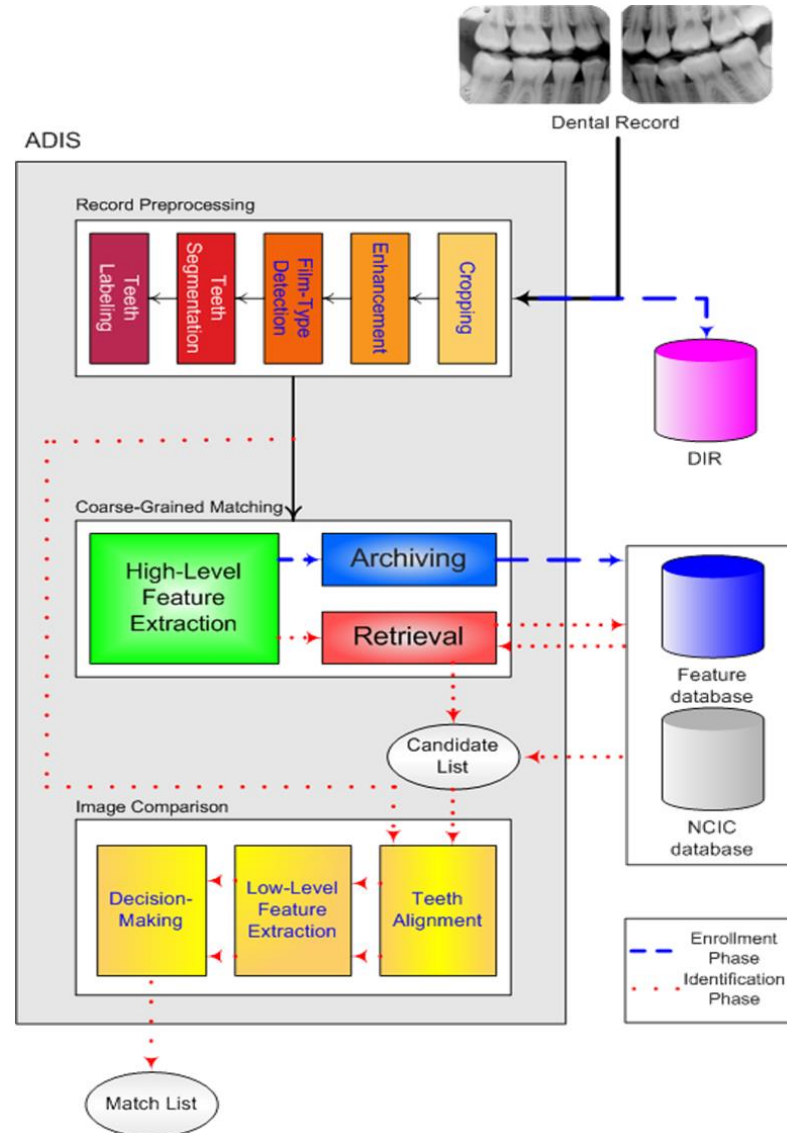 Dental Record
ADIS
Record Preprocessing
Teeth
Labeling
Teeth
Segmentation
Film-Type
Detection
Enhancement
Cropping
DIR
Coarse-Grained Matching
High-Level
Feature
Extraction
Archiving
Retrieval
Feature
database
Candidate
List
NCIC
database
Image Comparison
Decision-
Making
Low-Level
Feature
Extraction
Teeth
Alignment
Enrollment
Phase
Identification
Phase
Match List